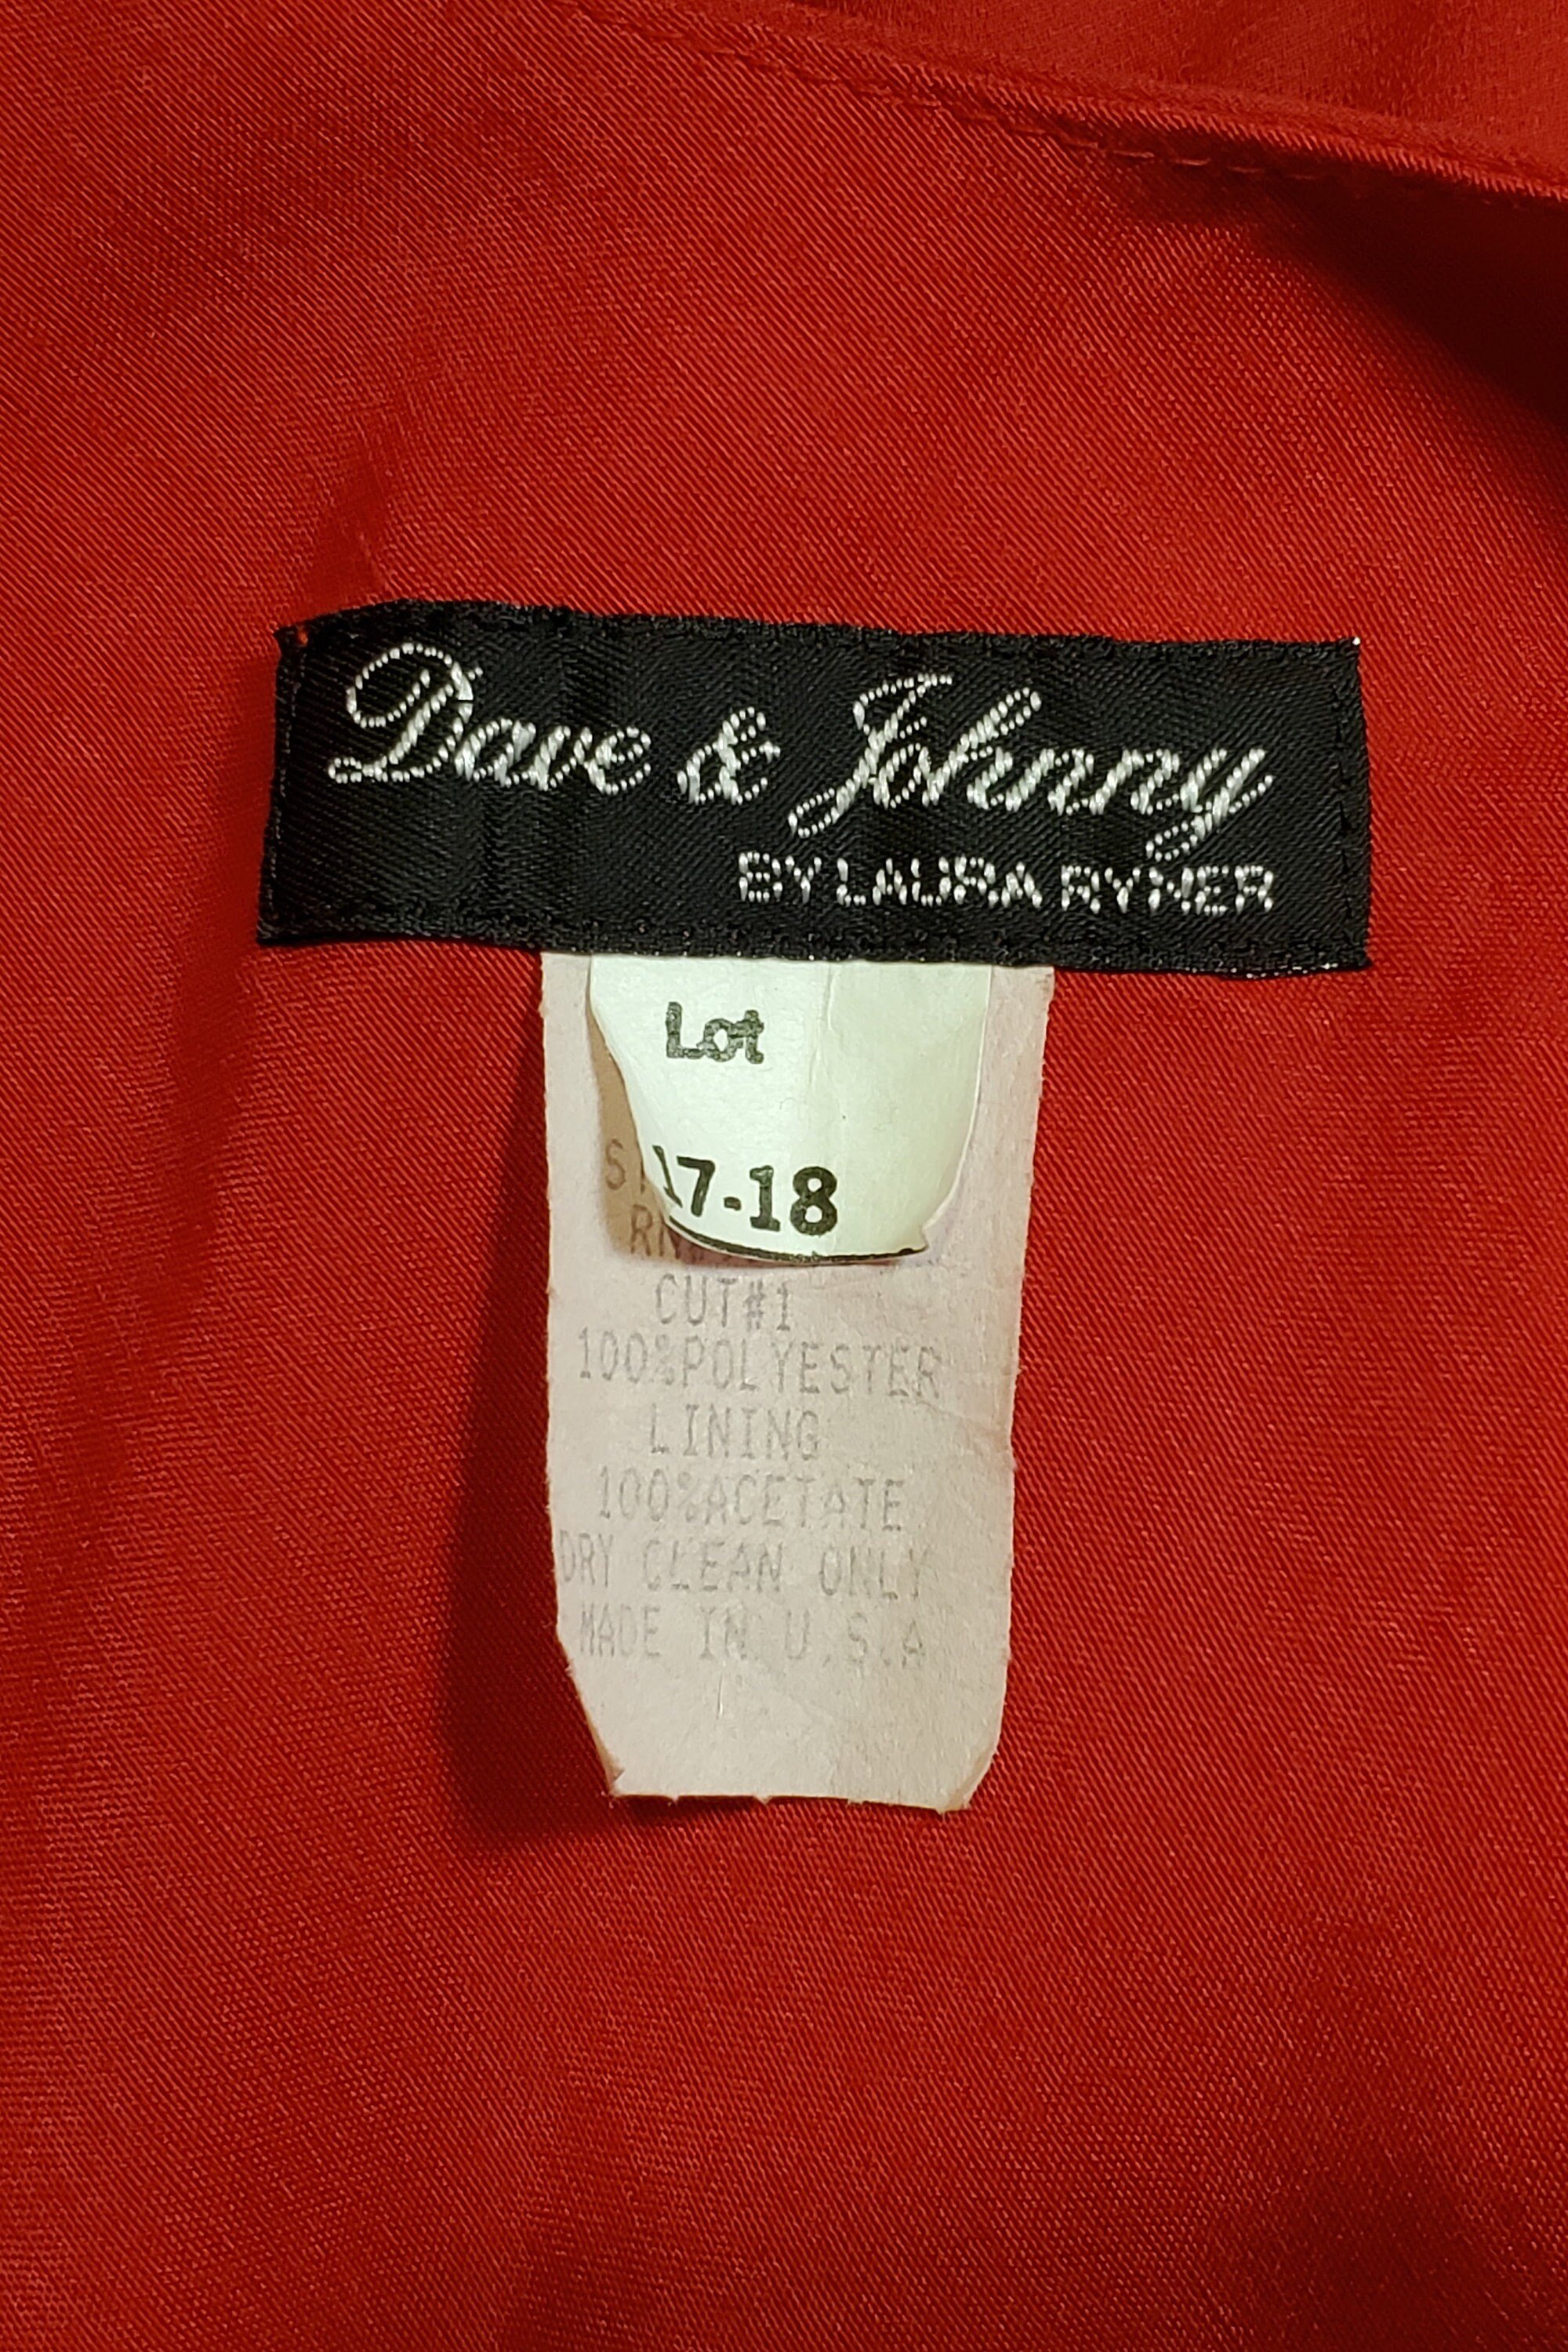 Dave & Johnny
BY LAURA RYNER
Lot
17-18
CUT#1
100%POLYESTER
LINING
100%ACETATE
DRY CLEAN ONLY
MADE IN U.S.A